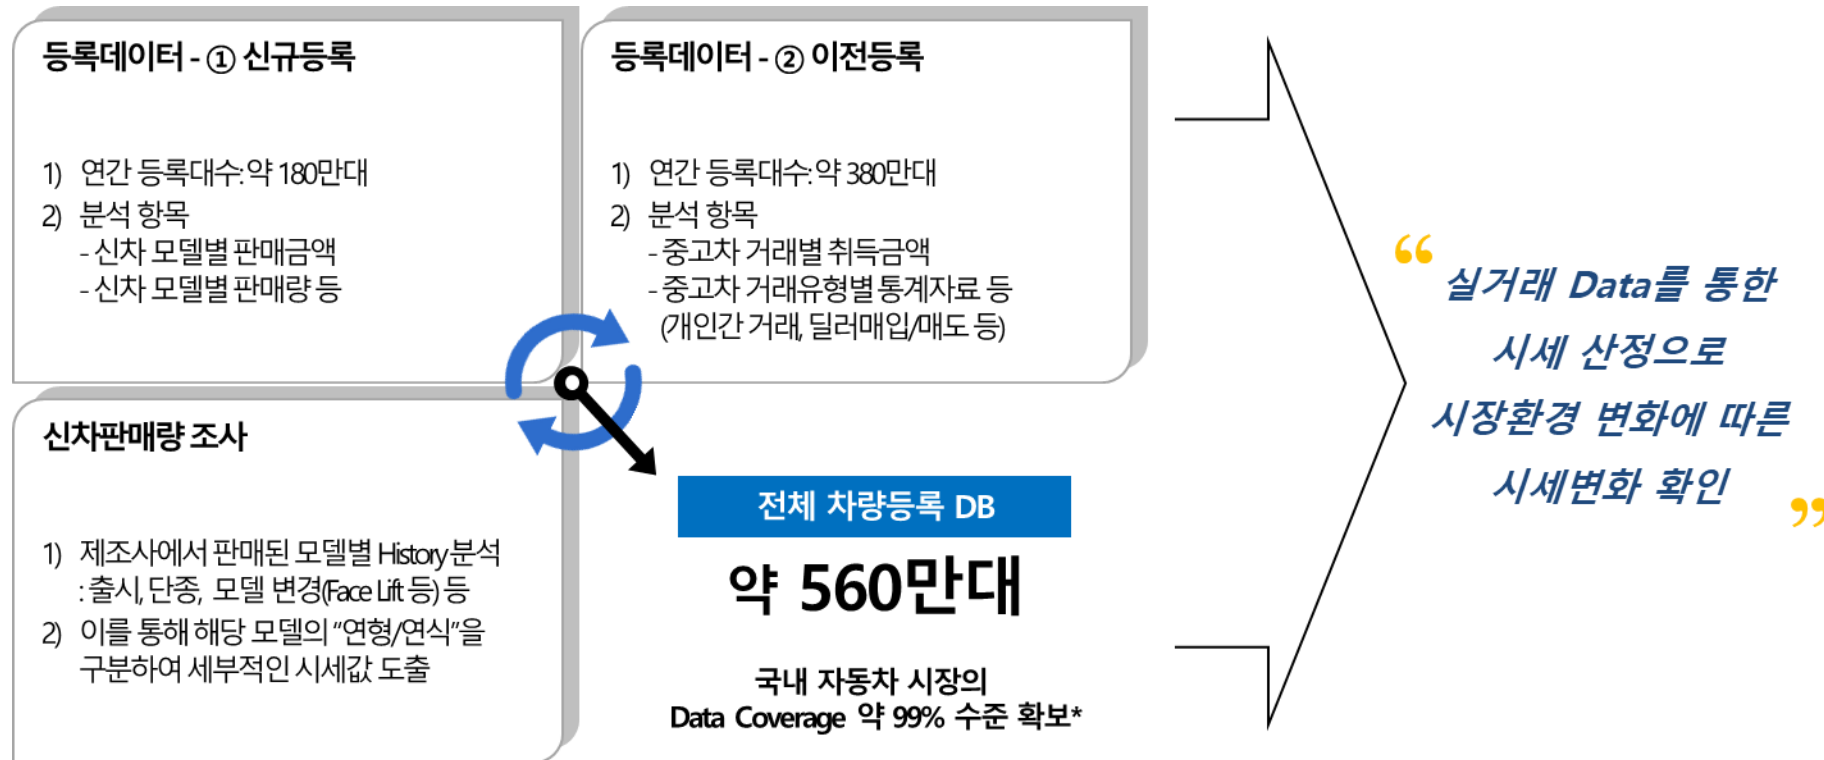 등록데이터 - ① 신규등록
1) 연간 등록대수: 약 180만대
2) 분석 항목
- 신차 모델별 판매금액
- 신차 모델별 판매량 등
등록데이터 - ② 이전등록
1) 연간 등록대수: 약 380만대
2) 분석 항목
- 중고차 거래별 취득금액
- 중고차 거래유형별 통계자료 등
(개인간 거래, 딜러매입/매도 등)
신차판매량 조사
1) 제조사에서 판매된 모델별 History 분석
: 출시, 단종, 모델 변경(Face Lift 등) 등
2) 이를 통해 해당 모델의 “연형/연식”을
구분하여 세부적인 시세값 도출
전체 차량등록 DB
약 560만대
국내 자동차 시장의
Data Coverage 약 99% 수준 확보*
“실거래 Data를 통한
시세 산정으로
시장환경 변화에 따른
시세변화 확인”